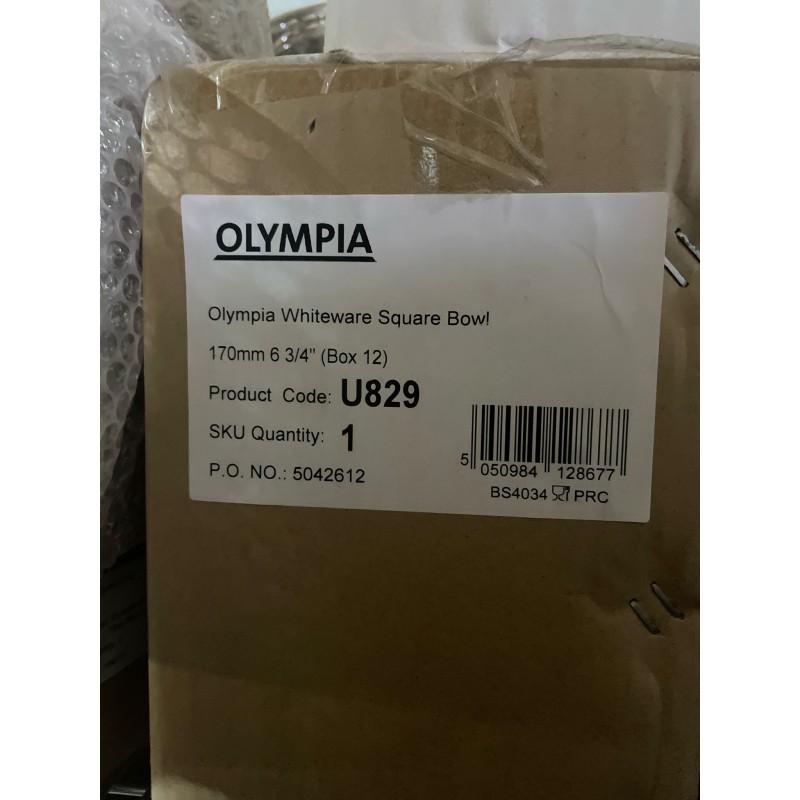 OLYMPIA
Olympia Whiteware Square Bowl
170mm 6 3/4" (Box 12)
Product Code: U829
SKU Quantity: 1
P.O. NO.: 5042612
5 050984 128677
BS4034 PRC